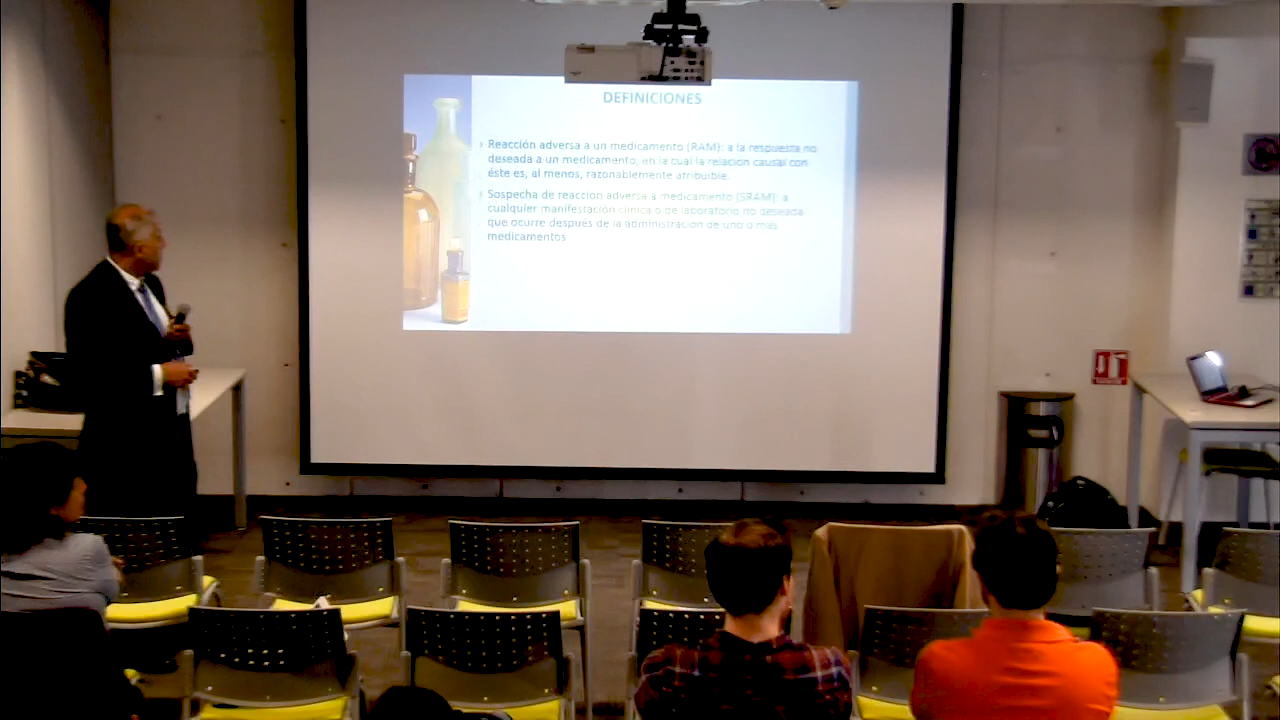 DEFINICIONES
› Reacción adversa a un medicamento (RAM): a la respuesta no
deseada a un medicamento, en la cual la relación causal con
éste es, al menos, razonablemente atribuible.
› Sospecha de reacción adversa a medicamento (SRAM): a
cualquier manifestación clínica o de laboratorio no deseada
que ocurre después de la administración de uno o más
medicamentos